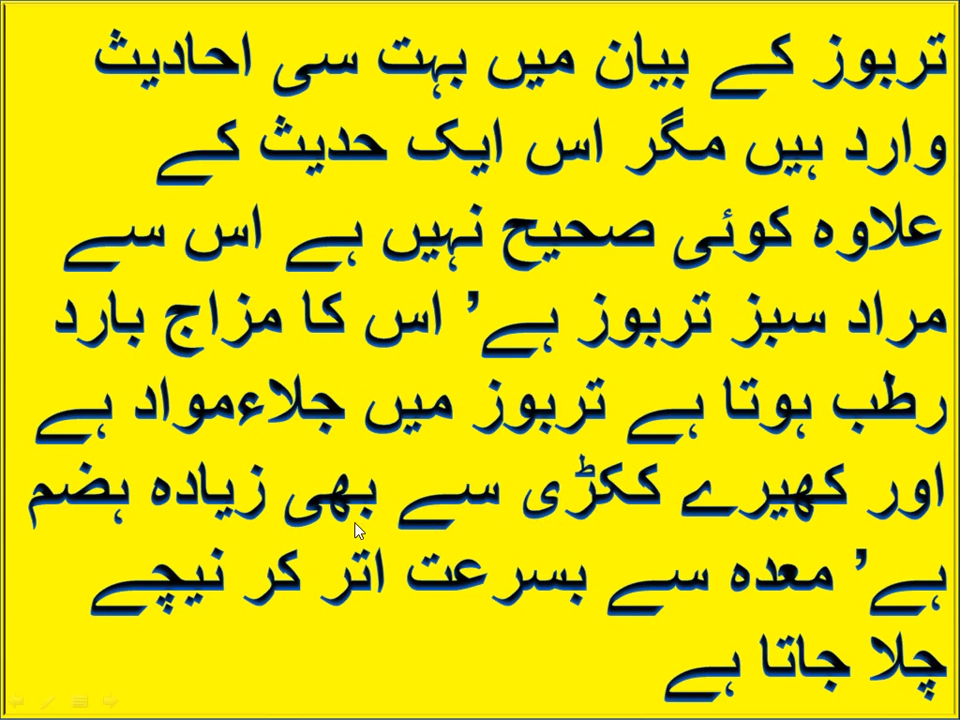 تربوز کے بیان میں بہت سی احادیث
وارد ہیں مگر اس ایک حدیث کے
علاوہ کوئی صحیح نہیں ہے اس سے
مراد سبز تربوز ہے’ اس کا مزاج بارد
رطب ہوتا ہے تربوز میں جلاءمواد ہے
اور کھیرے ککڑی سے بھی زیادہ ہضم
ہے’ معدہ سے بسرعت اتر کر نیچے
چلا جاتا ہے